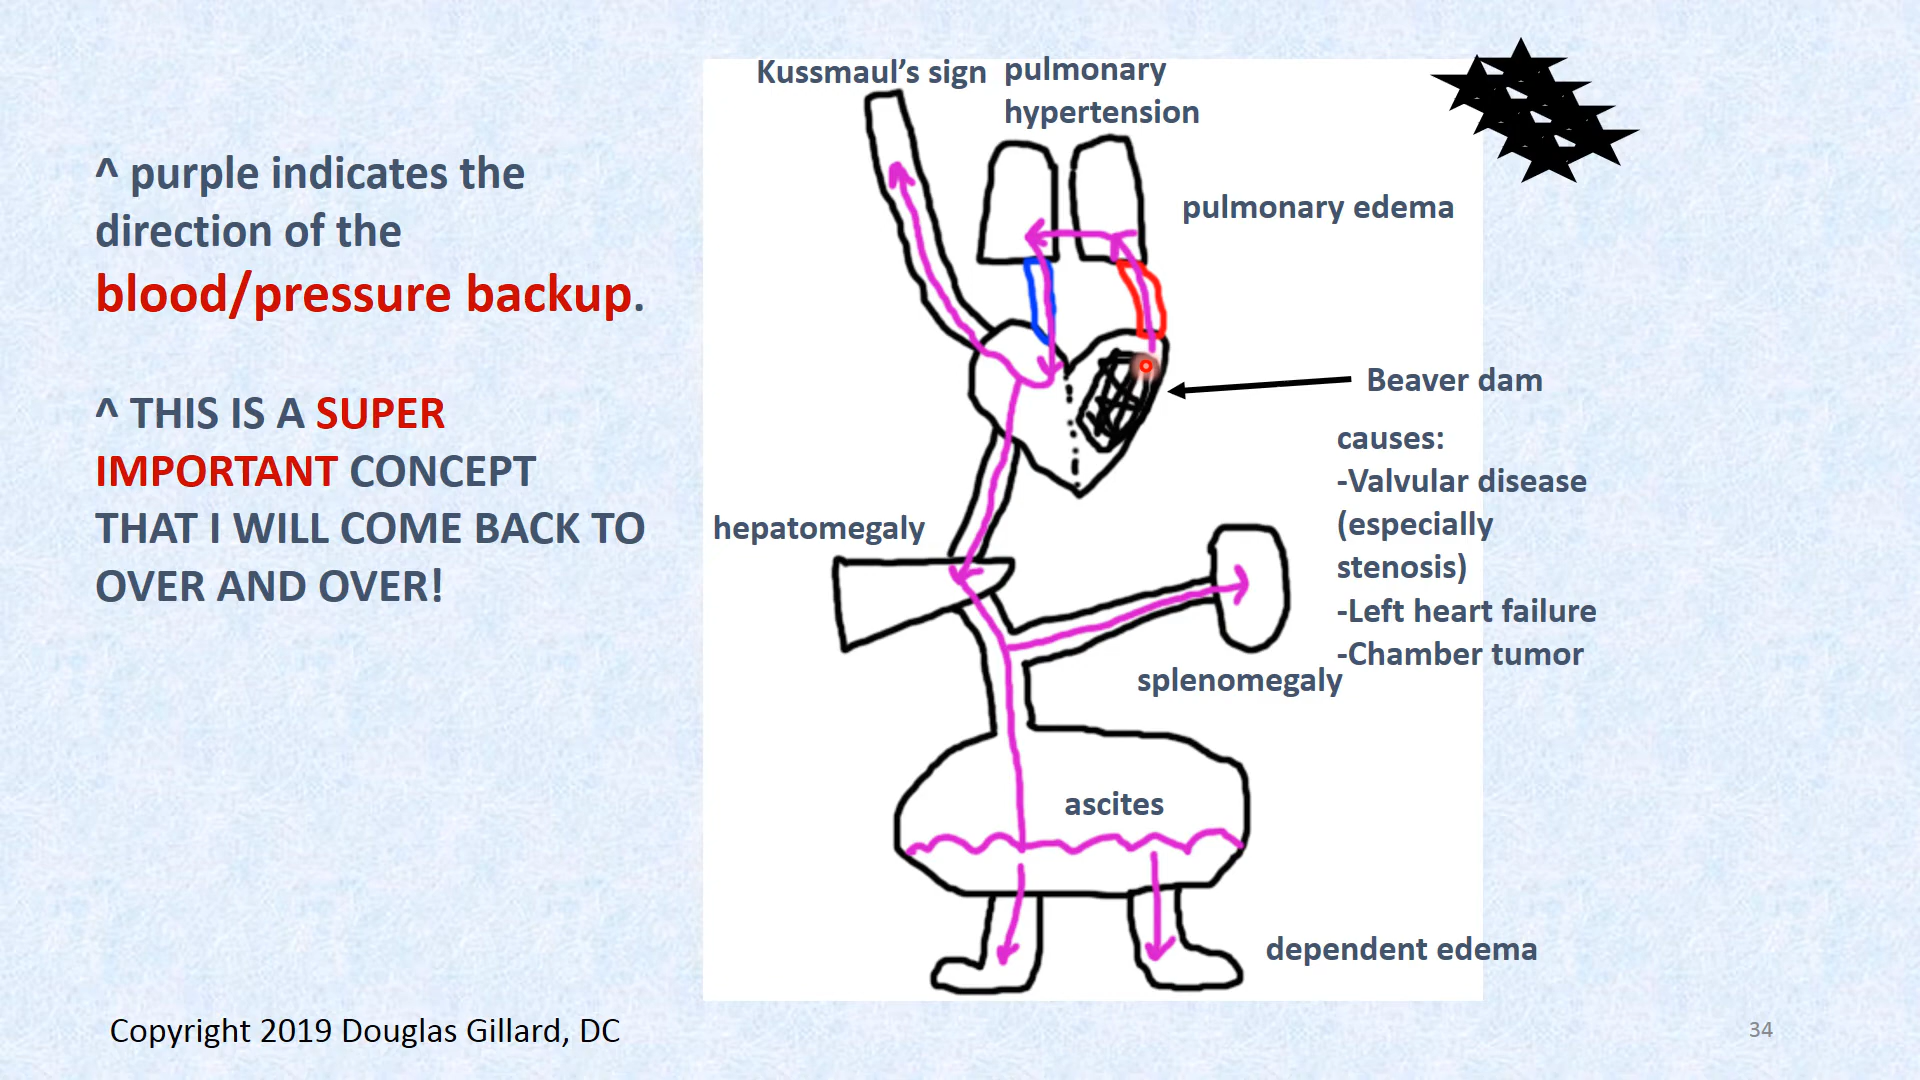 ^ purple indicates the
direction of the
blood/pressure backup.
^ THIS IS A SUPER
IMPORTANT CONCEPT
THAT I WILL COME BACK TO
OVER AND OVER!
Kussmaul’s sign
pulmonary
hypertension
pulmonary edema
Beaver dam
causes:
-Valvular disease
(especially
stenosis)
-Left heart failure
-Chamber tumor
hepatomegaly
splenomegaly
ascites
dependent edema
Copyright 2019 Douglas Gillard, DC
34